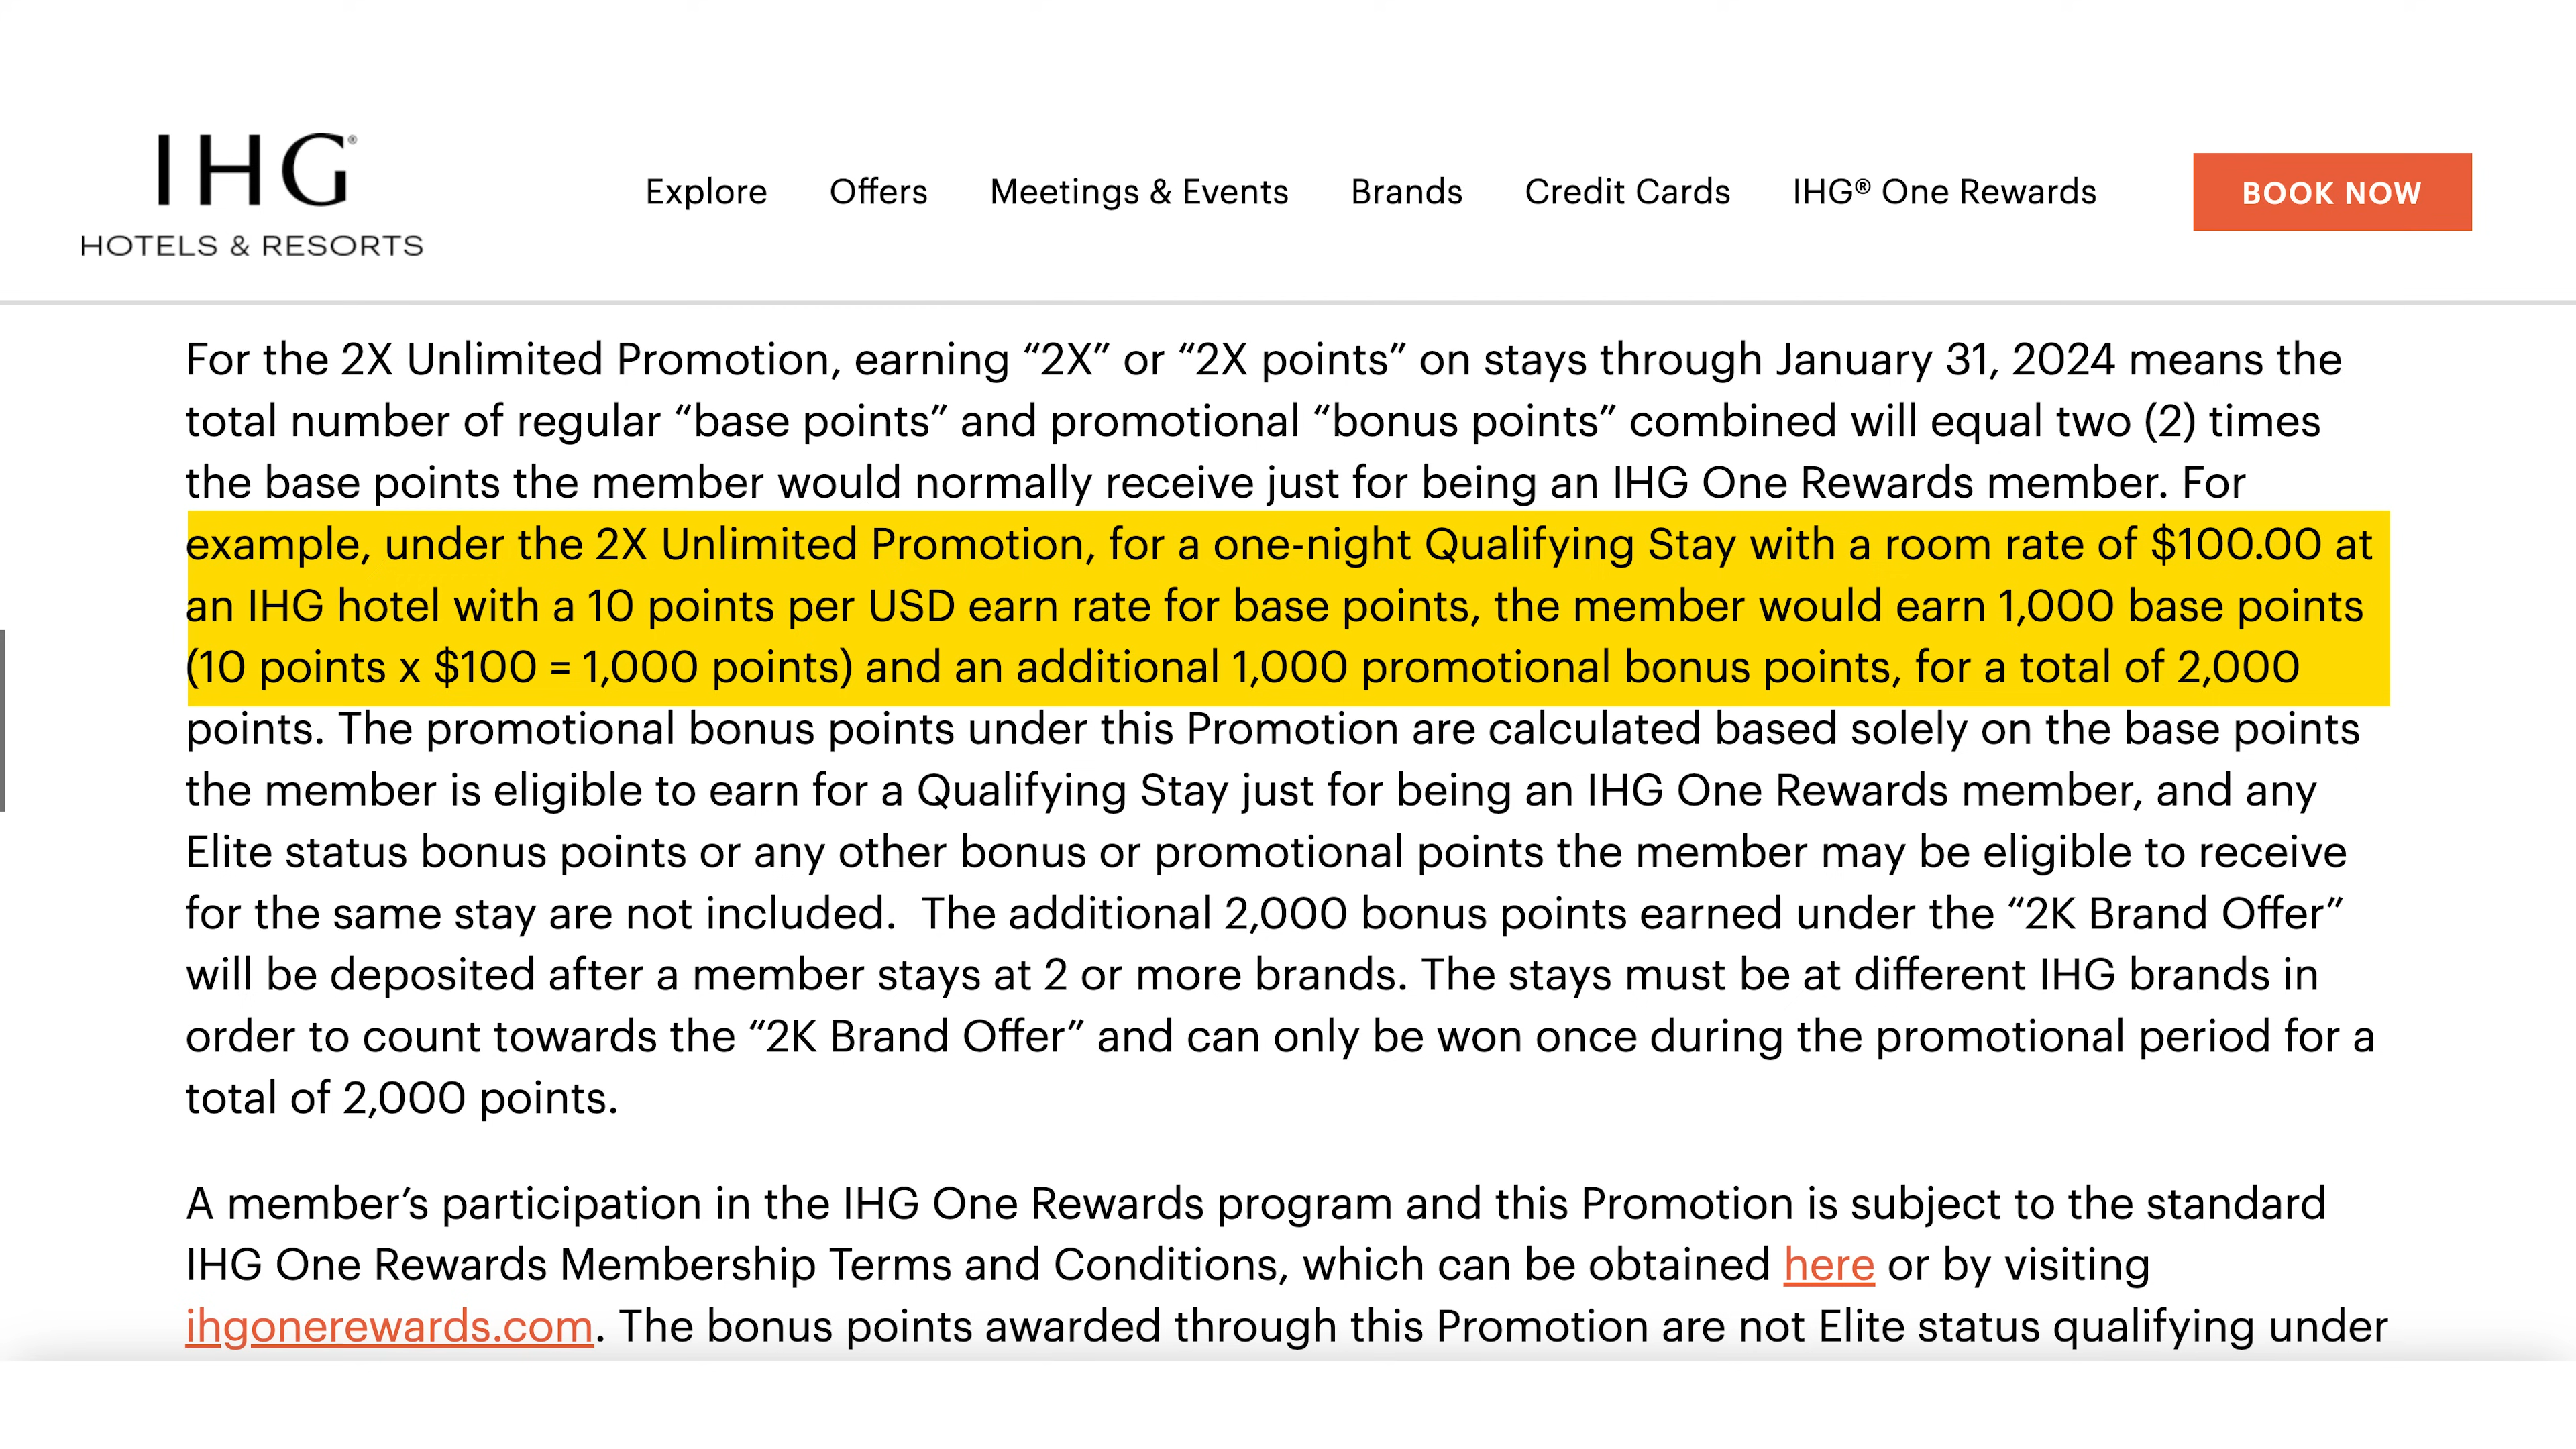 IHG®
HOTELS & RESORTS
Explore Offers Meetings & Events Brands Credit Cards IHG® One Rewards BOOK NOW
For the 2X Unlimited Promotion, earning “2X” or “2X points” on stays through January 31, 2024 means the
total number of regular “base points” and promotional “bonus points” combined will equal two (2) times
the base points the member would normally receive just for being an IHG One Rewards member. For
example, under the 2X Unlimited Promotion, for a one-night Qualifying Stay with a room rate of $100.00 at
an IHG hotel with a 10 points per USD earn rate for base points, the member would earn 1,000 base points
(10 points x $100 = 1,000 points) and an additional 1,000 promotional bonus points, for a total of 2,000
points. The promotional bonus points under this Promotion are calculated based solely on the base points
the member is eligible to earn for a Qualifying Stay just for being an IHG One Rewards member, and any
Elite status bonus points or any other bonus or promotional points the member may be eligible to receive
for the same stay are not included.  The additional 2,000 bonus points earned under the “2K Brand Offer”
will be deposited after a member stays at 2 or more brands. The stays must be at different IHG brands in
order to count towards the “2K Brand Offer” and can only be won once during the promotional period for a
total of 2,000 points.
A member’s participation in the IHG One Rewards program and this Promotion is subject to the standard
IHG One Rewards Membership Terms and Conditions, which can be obtained here or by visiting
ihgonerewards.com. The bonus points awarded through this Promotion are not Elite status qualifying under